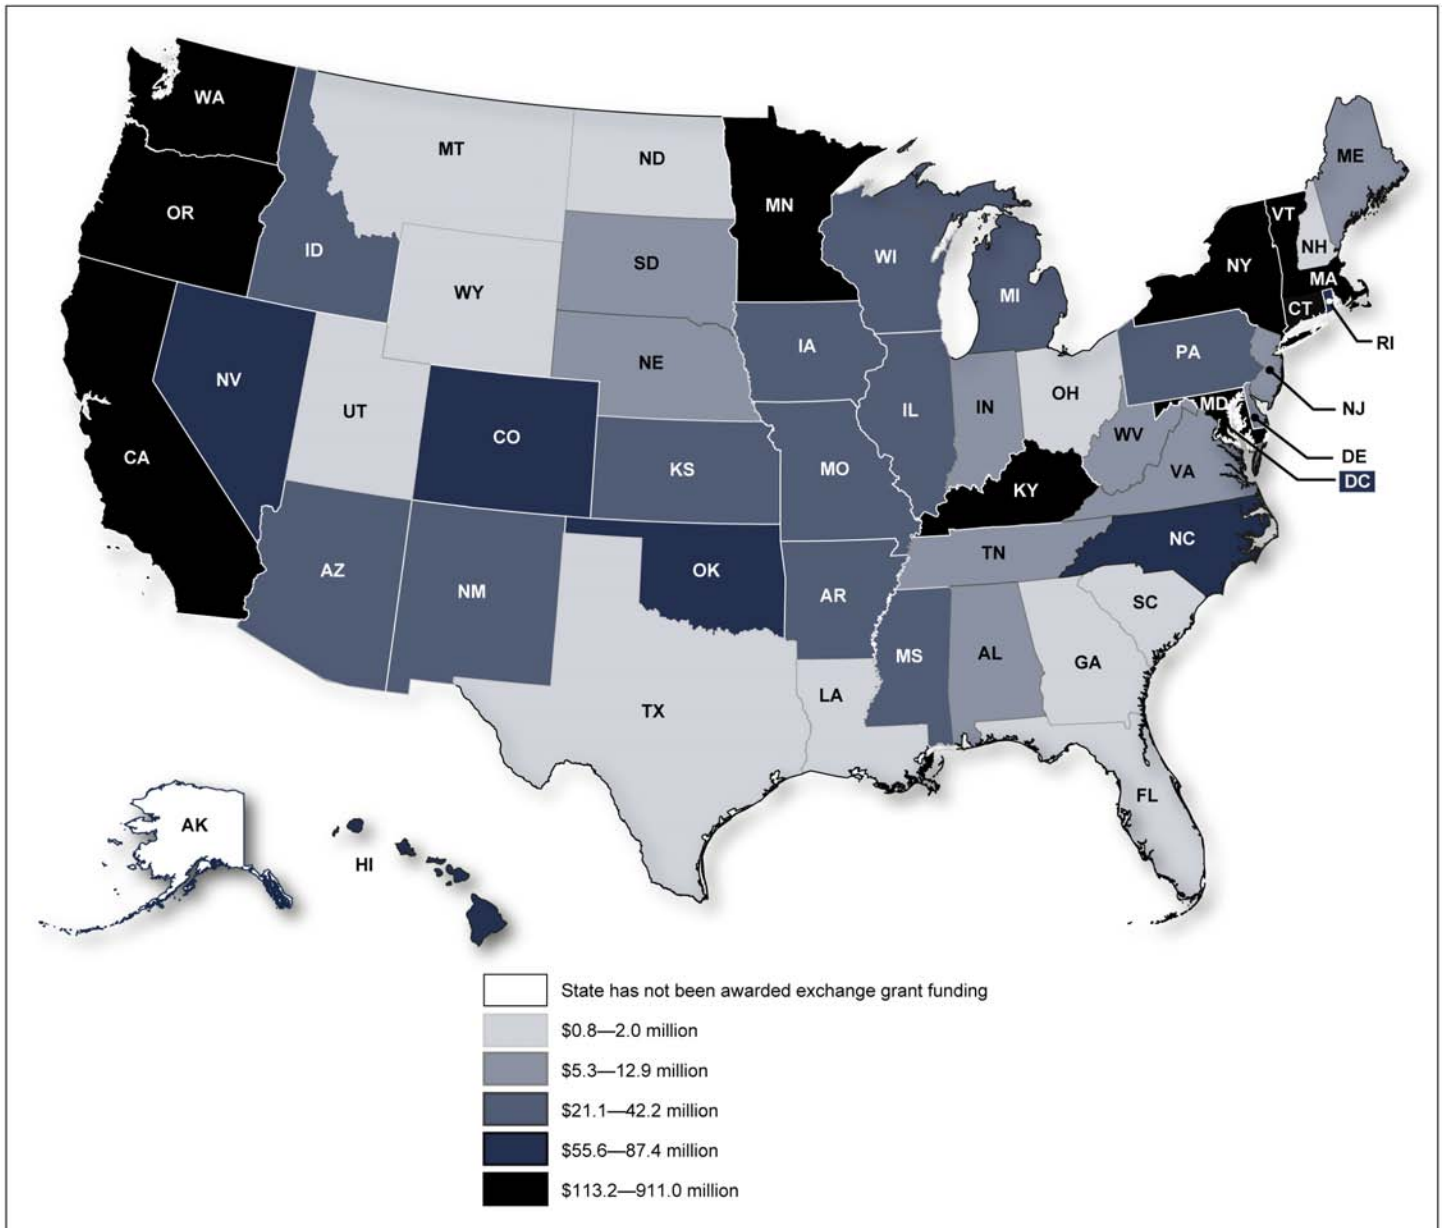 WA
MT
ND
ME
MN
OR
VT
ID
SD
WI
NH
NY
MA
WY
MI
CT
RI
IA
PA
NE
NV
OH
UT
IL
IN
NJ
MD
CO
WV
CA
KS
MO
VA
DE
DC
KY
NC
TN
AZ
OK
NM
AR
SC
MS
AL
GA
LA
TX
FL
AK
HI
State has not been awarded exchange grant funding
$0.8—2.0 million
$5.3—12.9 million
$21.1—42.2 million
$55.6—87.4 million
$113.2—911.0 million